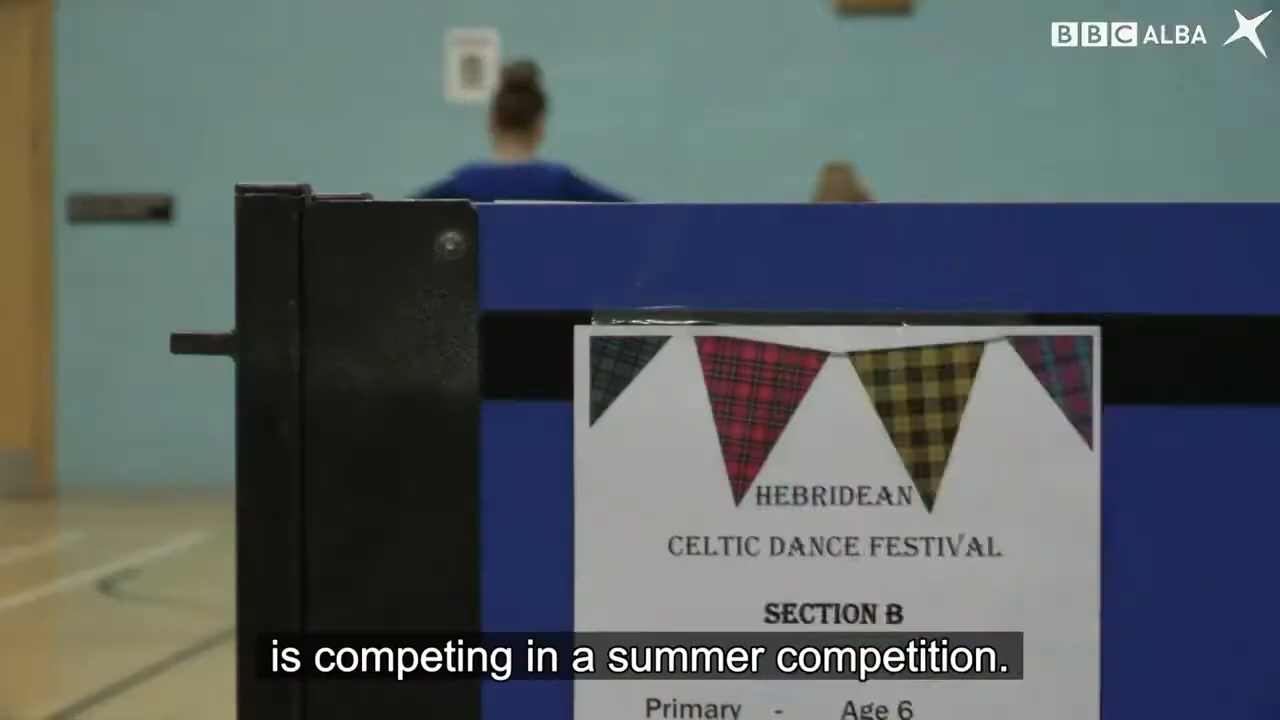 BBC ALBA
B
HEBRIDEAN
CELTIC DANCE FESTIVAL
SECTION B
is competing in a summer competition.
Primary - Age 6